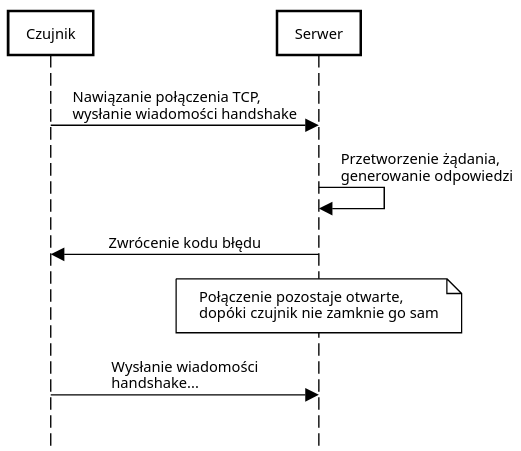 Czujnik
Serwer
Nawiązanie połączenia TCP,
wysłanie wiadomości handshake
Przetworzenie żądania,
generowanie odpowiedzi
Zwrócenie kodu błędu
Połączenie pozostaje otwarte,
dopóki czujnik nie zamknie go sam
Wysłanie wiadomości
handshake...